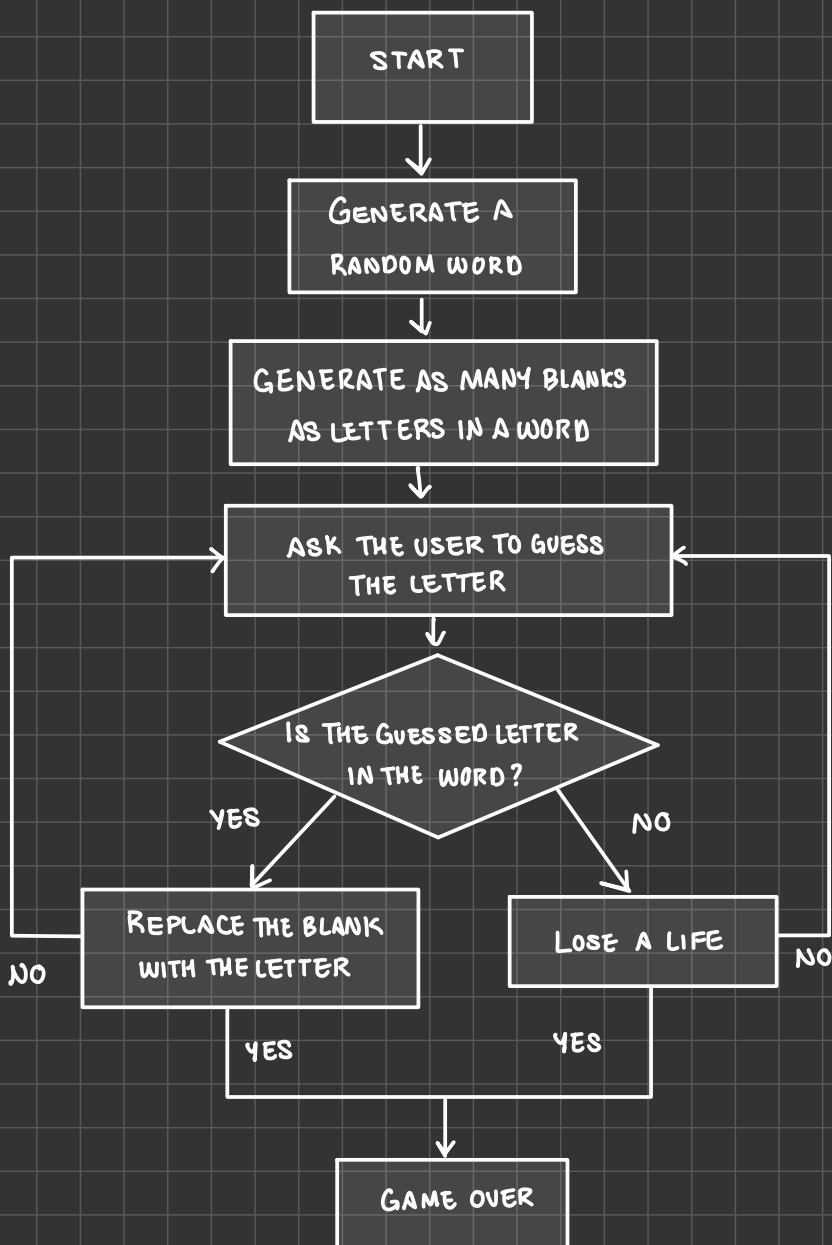 START
GENERATE A
RANDOM WORD
GENERATE AS MANY BLANKS
AS LETTERS IN A WORD
ASK THE USER TO GUESS
THE LETTER
IS THE GUESSED LETTER
IN THE WORD?
YES
NO
REPLACE THE BLANK
WITH THE LETTER
LOSE A LIFE
NO
NO
YES
YES
GAME OVER